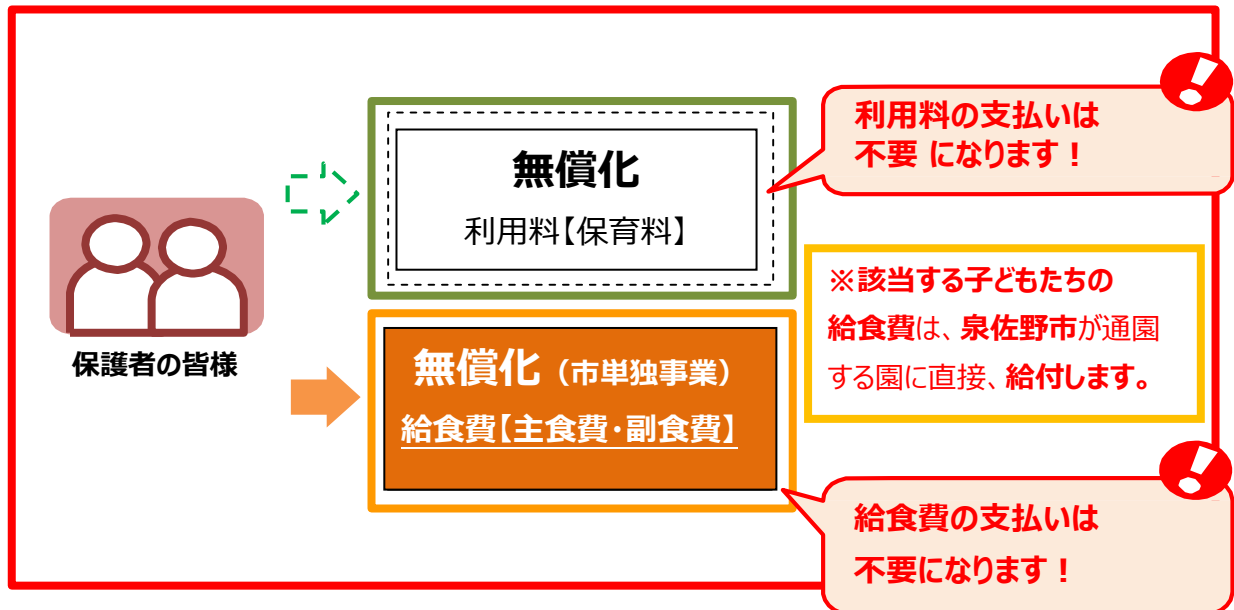 利用料の支払いは
不要 になります！
無償化
利用料【保育料】
※該当する子どもたちの
給食費は、泉佐野市が通園
する園に直接、給付します。
保護者の皆様
無償化（市単独事業）
給食費【主食費・副食費】
給食費の支払いは
不要になります！